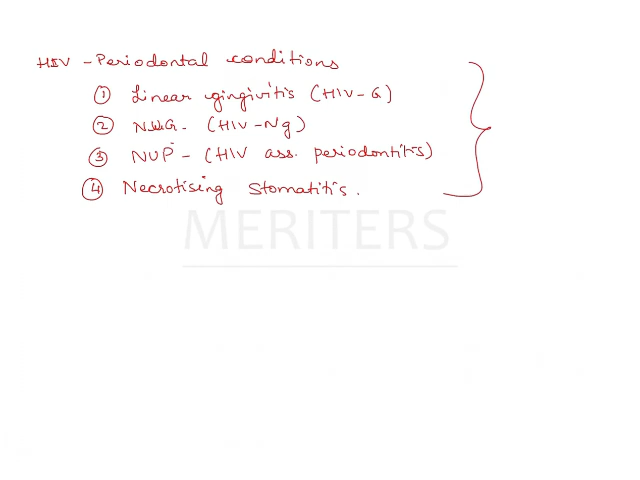 HIV - Periodontal conditions
① Linear gingivitis (HIV-G)
② N.U.G. (HIV-Ng)
③ NUP - (HIV ass. periodontitis)
④ Necrotising Stomatitis.
MERITERS